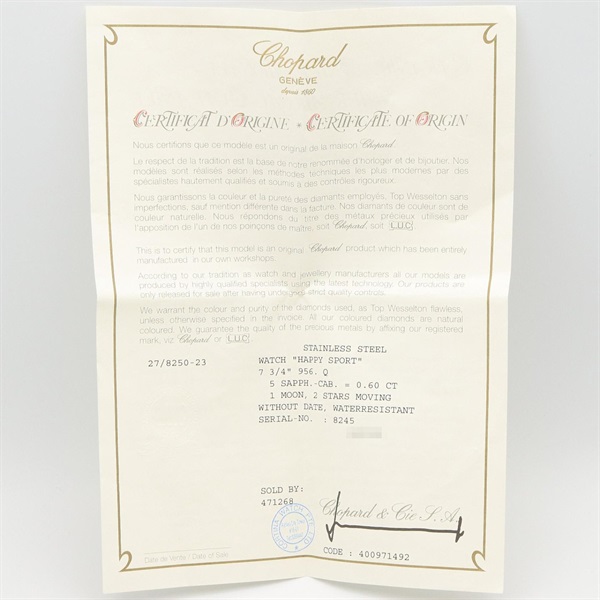 Chopard
GENÈVE
depuis 1860
CERTIFICAT D'ORIGINE • CERTIFICATE OF ORIGIN
Nous certifions que ce modèle est un original de la maison Chopard.
Le respect de la tradition est la base de notre renommée d'horloger et de bijoutier. Nos
modèles sont réalisés selon les méthodes techniques les plus modernes par des
spécialistes hautement qualifiés et soumis à des contrôles rigoureux.
Nous garantissons la couleur et la pureté des diamants employés, Top Wesselton sans
imperfections, sauf mention différente dans la facture. Nos diamants de couleur sont de
couleur naturelle. Nous répondons du titre des métaux précieux utilisés par
l'apposition de l'un de nos poinçons de maître, soit Chopard, soit L.U.C
This is to certify that this model is an original Chopard product which has been entirely
manufactured in our own workshops.
According to our tradition as watch and jewellery manufacturers all our models are
produced by highly qualified specialists using the latest technology. Our products are
only released for sale after having undergone strict quality controls.
We warrant the colour and purity of the diamonds used, as Top Wesselton flawless,
unless otherwise specified in the invoice. All our coloured diamonds are natural
coloured. We guarantee the quality of the precious metals by affixing our registered
mark, viz Chopard or L.U.C
STAINLESS STEEL
27/8250-23 WATCH "HAPPY SPORT"
7 3/4" 956. Q
5 SAPPH.-CAB. = 0.60 CT
1 MOON, 2 STARS MOVING
WITHOUT DATE, WATERRESISTANT
SERIAL-NO. : 8245
SOLD BY:
471268
Chopard & Cie S.A.
CODE : 400971492
Date de Vente / Date of Sale